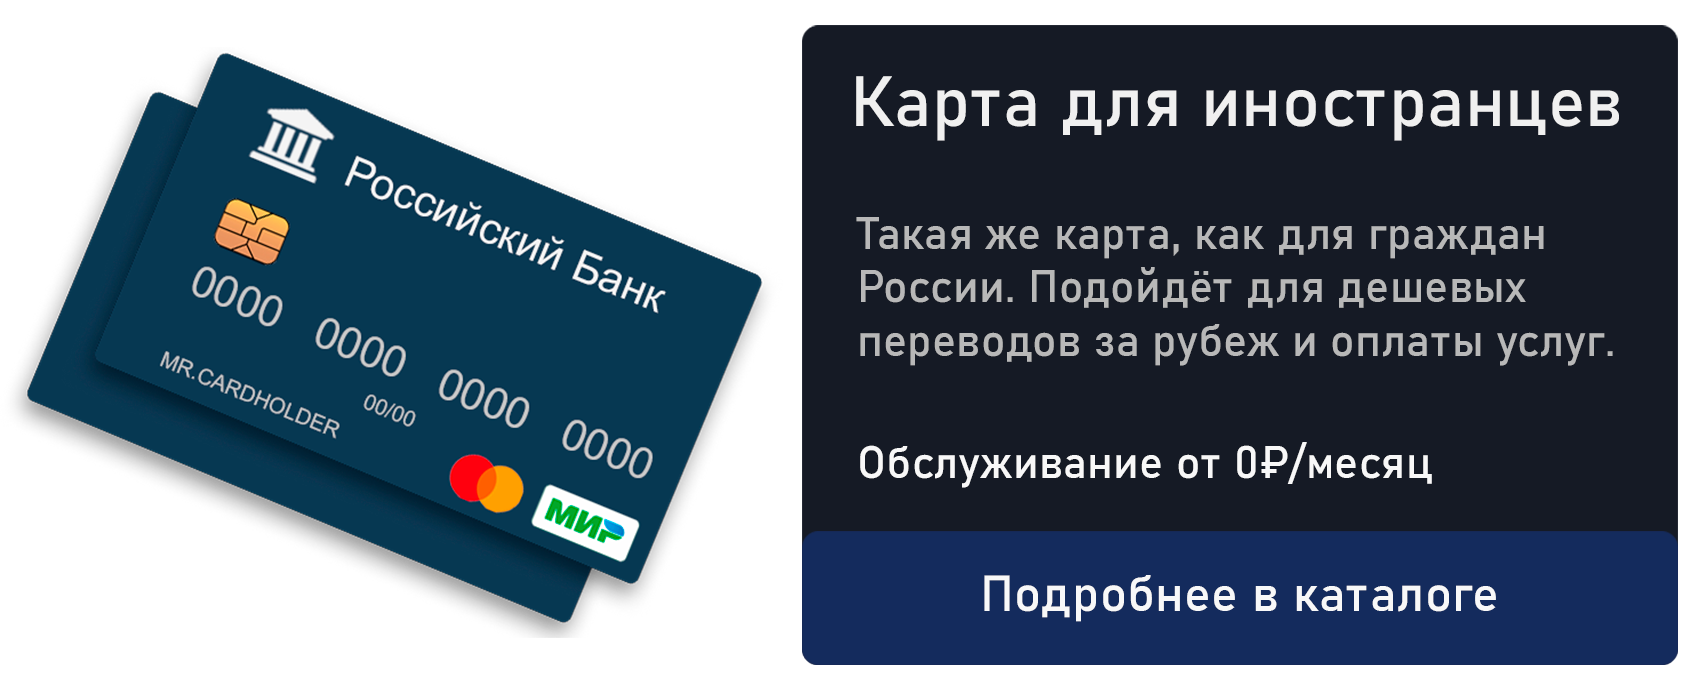 Российский Банк
0000 0000 0000 0000
00/00
MR.CARDHOLDER
МИР
Карта для иностранцев
Такая же карта, как для граждан
России. Подойдёт для дешевых
переводов за рубеж и оплаты услуг.
Обслуживание от 0₽/месяц
Подробнее в каталоге